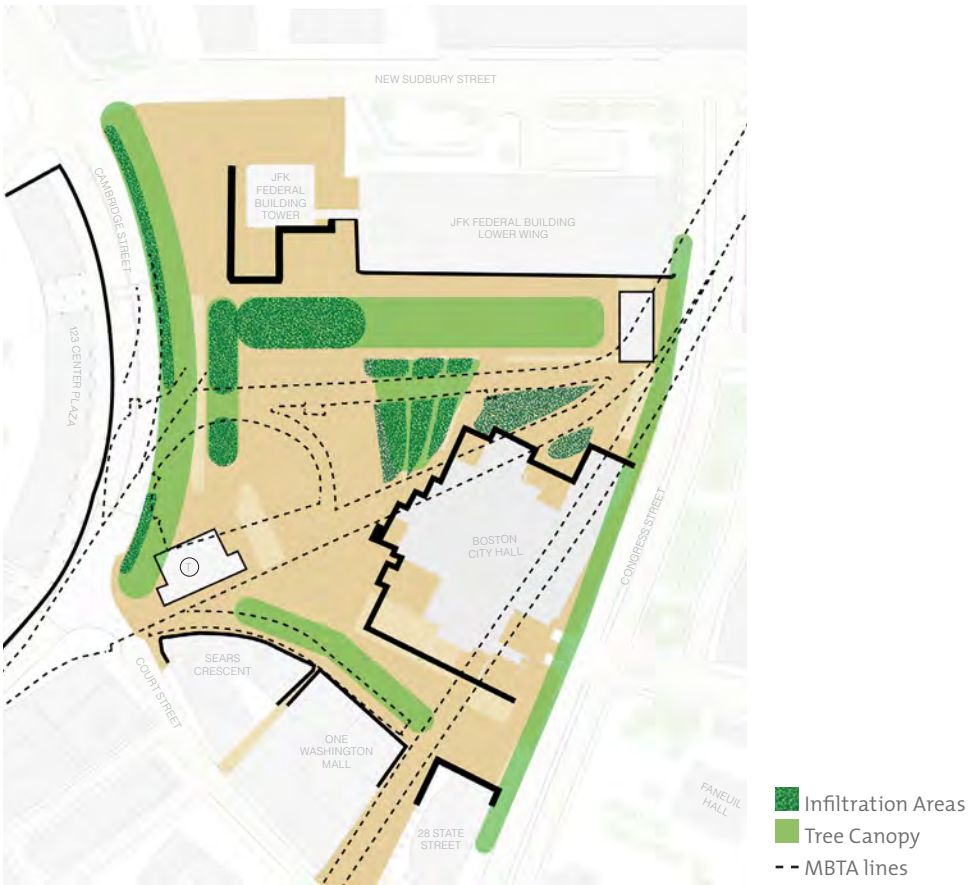 NEW SUDBURY STREET
CAMBRIDGE STREET
JFK
FEDERAL
BUILDING
TOWER
JFK FEDERAL BUILDING
LOWER WING
123 CENTER PLAZA
BOSTON
CITY HALL
CONGRESS STREET
T
SEARS
CRESCENT
COURT STREET
ONE
WASHINGTON
MALL
28 STATE
STREET
FANEUIL
HALL
Infiltration Areas
Tree Canopy
MBTA lines